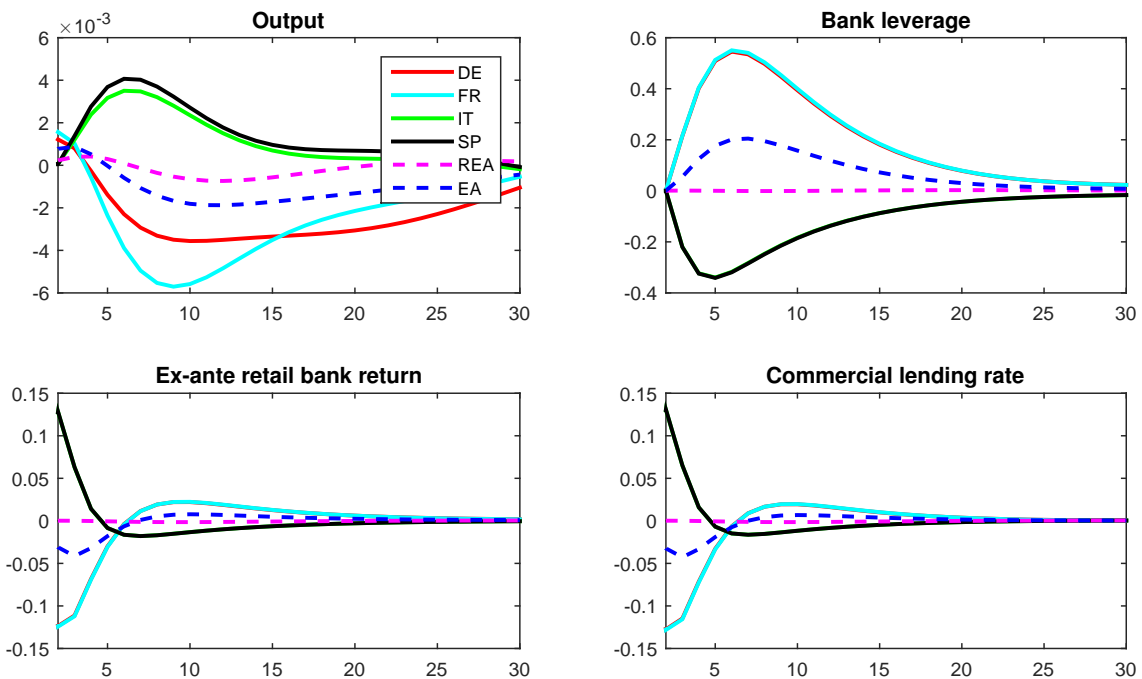 Output
×10^-3
6
4
2
0
-2
-4
-6
5 10 15 20 25 30
DE
FR
IT
SP
REA
EA
Bank leverage
0.6
0.4
0.2
0
-0.2
-0.4
5 10 15 20 25 30
Ex-ante retail bank return
0.15
0.1
0.05
0
-0.05
-0.1
-0.15
5 10 15 20 25 30
Commercial lending rate
0.15
0.1
0.05
0
-0.05
-0.1
-0.15
5 10 15 20 25 30